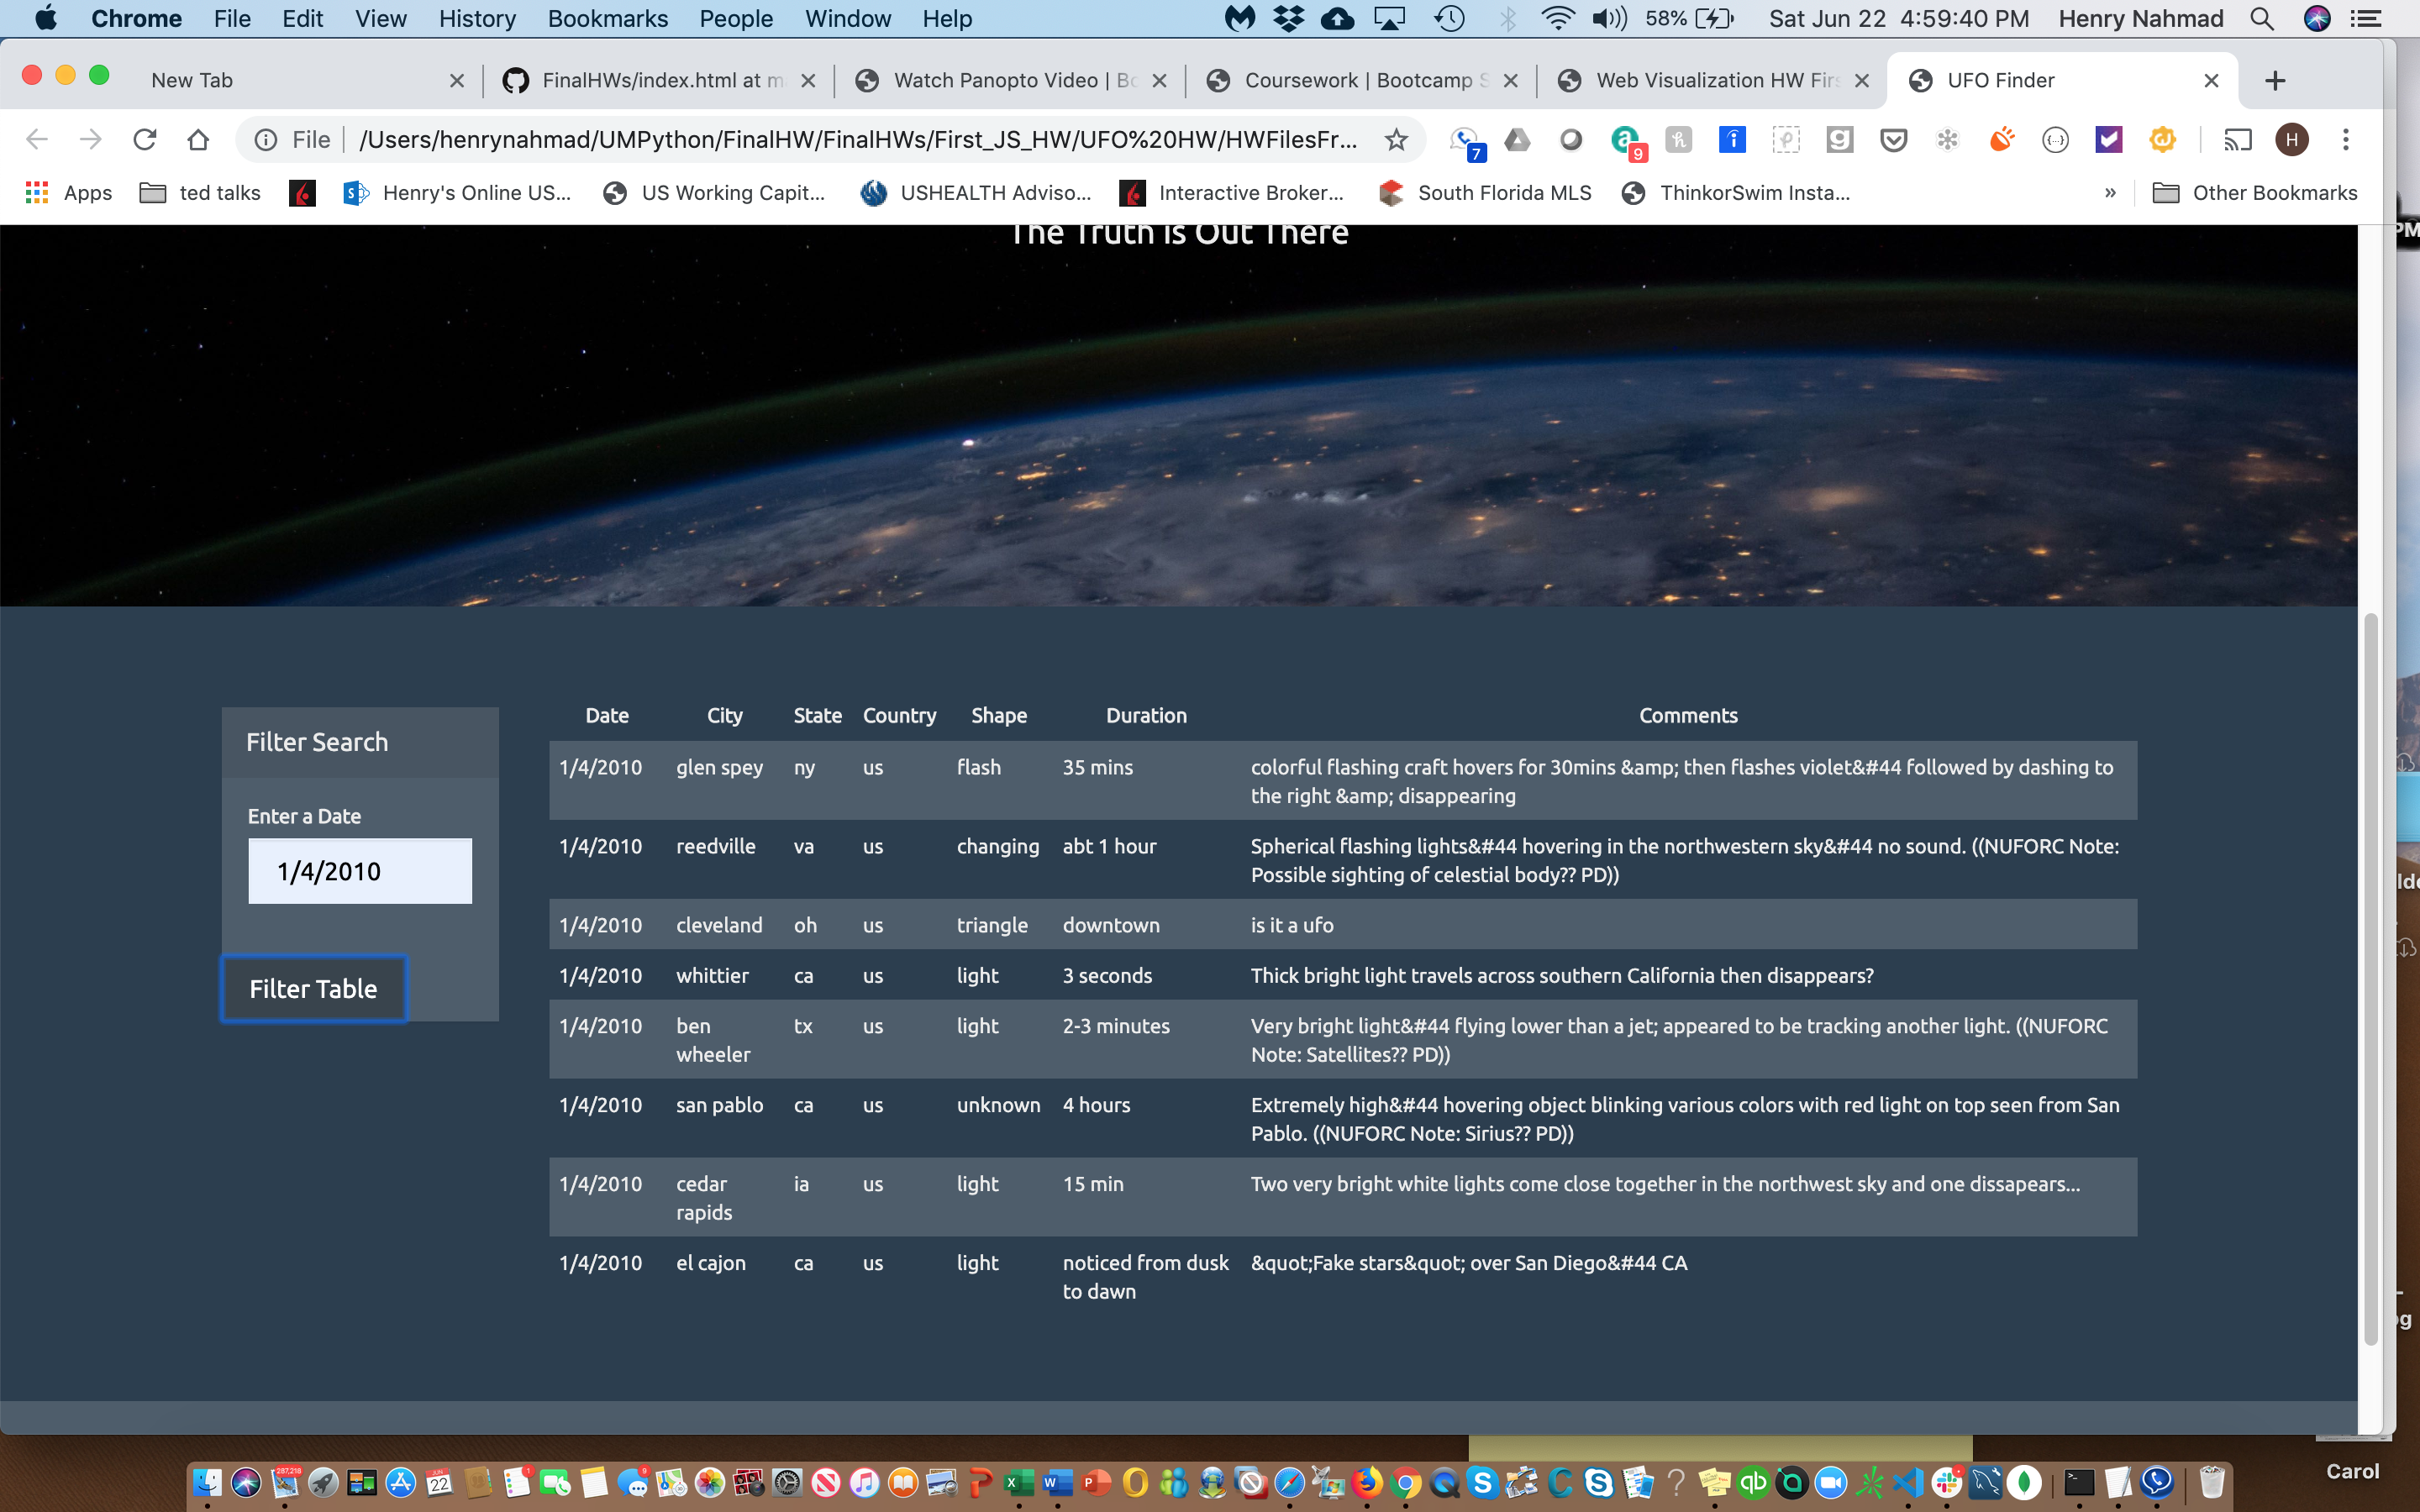 Chrome File Edit View History Bookmarks People Window Help 58% Sat Jun 22 4:59:40 PM Henry Nahmad
New Tab FinalHWs/index.html at m Watch Panopto Video | Bo Coursework | Bootcamp S Web Visualization HW Firs UFO Finder
File /Users/henrynahmad/UMPython/FinalHW/FinalHWs/First_JS_HW/UFO%20HW/HWFilesFr... 7 9 H
Apps ted talks Henry's Online US... US Working Capit... USHEALTH Adviso... Interactive Broker... South Florida MLS ThinkorSwim Insta... » Other Bookmarks
The Truth is Out There
PM
Filter Search
Enter a Date
1/4/2010
Filter Table
Date City State Country Shape Duration Comments
1/4/2010 glen spey ny us flash 35 mins colorful flashing craft hovers for 30mins &amp; then flashes violet&#44 followed by dashing to
the right &amp; disappearing
1/4/2010 reedville va us changing abt 1 hour Spherical flashing lights&#44 hovering in the northwestern sky&#44 no sound. ((NUFORC Note:
Possible sighting of celestial body?? PD))
1/4/2010 cleveland oh us triangle downtown is it a ufo
1/4/2010 whittier ca us light 3 seconds Thick bright light travels across southern California then disappears?
1/4/2010 ben wheeler tx us light 2-3 minutes Very bright light&#44 flying lower than a jet; appeared to be tracking another light. ((NUFORC
Note: Satellites?? PD))
1/4/2010 san pablo ca us unknown 4 hours Extremely high&#44 hovering object blinking various colors with red light on top seen from San
Pablo. ((NUFORC Note: Sirius?? PD))
1/4/2010 cedar rapids ia us light 15 min Two very bright white lights come close together in the northwest sky and one dissapears...
1/4/2010 el cajon ca us light noticed from dusk to dawn &quot;Fake stars&quot; over San Diego&#44 CA
Carol
287,218 JUN 22 1